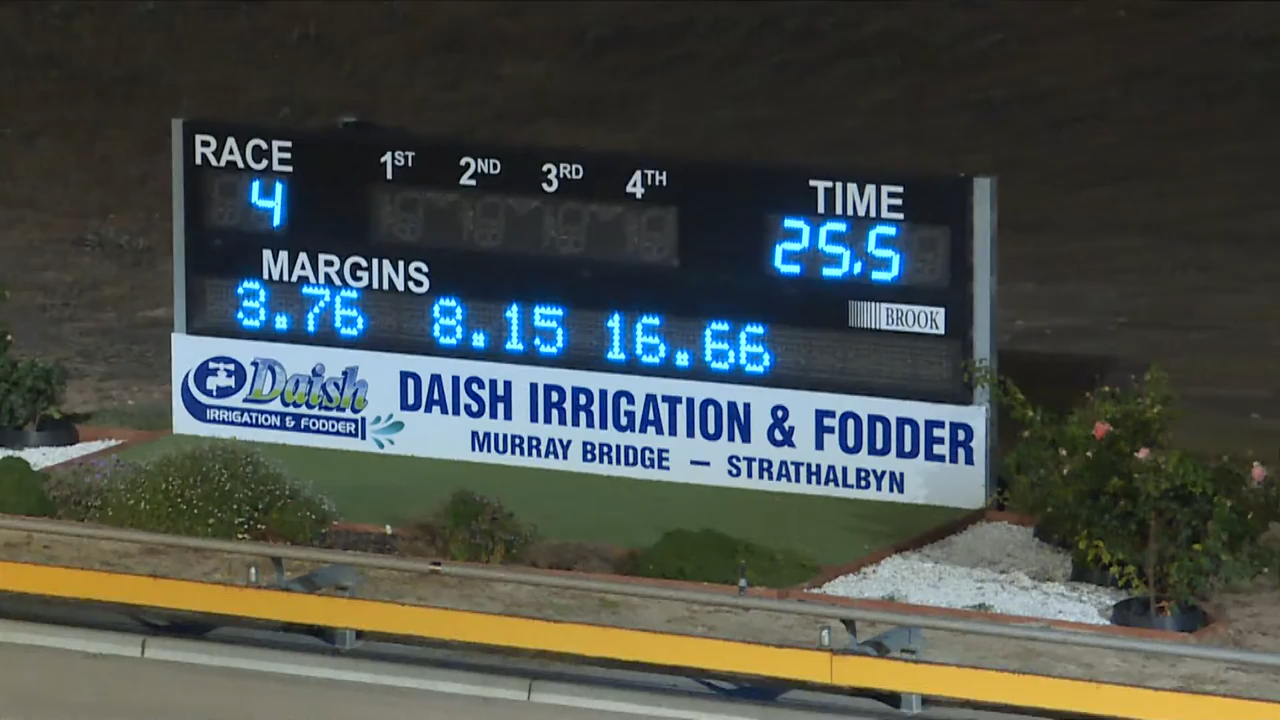 RACE 1ST 2ND 3RD 4TH TIME
4 25.5
MARGINS
3.76 8.15 16.66
BROOK
Daish
IRRIGATION & FODDER
DAISH IRRIGATION & FODDER
MURRAY BRIDGE – STRATHALBYN